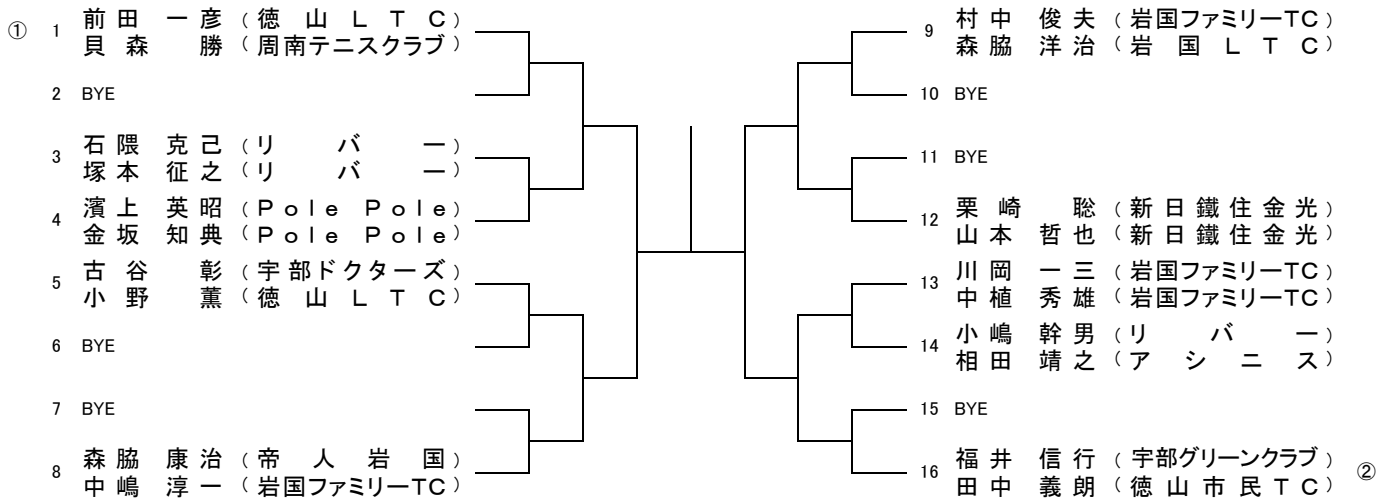 ① 1 前田 一彦 (徳山LTC)
貝森 勝 (周南テニスクラブ)
2 BYE
3 石隈 克己 (リバー)
塚本 征之 (リバー)
4 濱上 英昭 (Pole Pole)
金坂 知典 (Pole Pole)
5 古谷 彰 (宇部ドクターズ)
小野 薫 (徳山LTC)
6 BYE
7 BYE
8 森脇 康治 (帝人岩国)
中嶋 淳一 (岩国ファミリーTC)
9 村中 俊夫 (岩国ファミリーTC)
森脇 洋治 (岩国LTC)
10 BYE
11 BYE
12 栗崎 聡 (新日鐵住金光)
山本 哲也 (新日鐵住金光)
13 川岡 一三 (岩国ファミリーTC)
中植 秀雄 (岩国ファミリーTC)
14 小嶋 幹男 (リバー)
相田 靖之 (アシニス)
15 BYE
16 福井 信行 (宇部グリーンクラブ) ②
田中 義朗 (徳山市民TC)